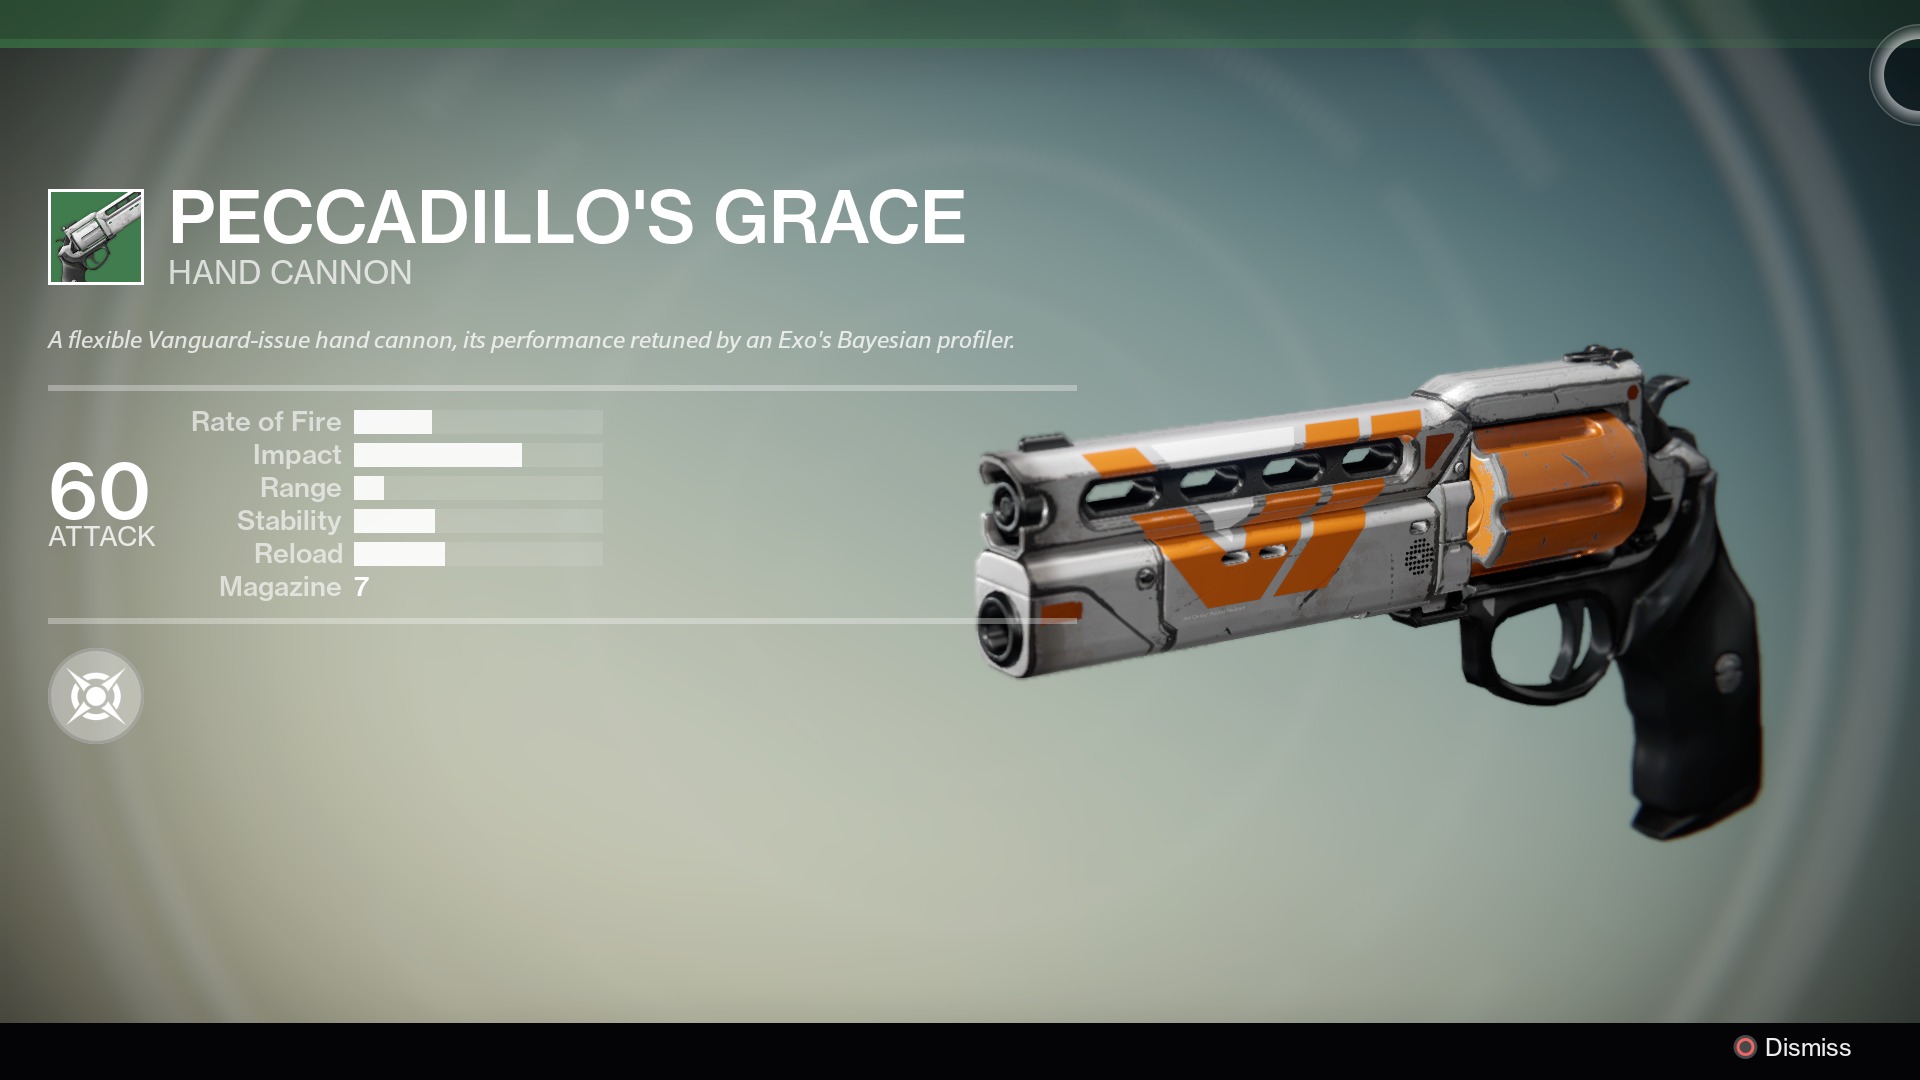 PECCADILLO'S GRACE
HAND CANNON
A flexible Vanguard-issue hand cannon, its performance retuned by an Exo's Bayesian profiler.
60
ATTACK
Rate of Fire
Impact
Range
Stability
Reload
Magazine 7
Dismiss